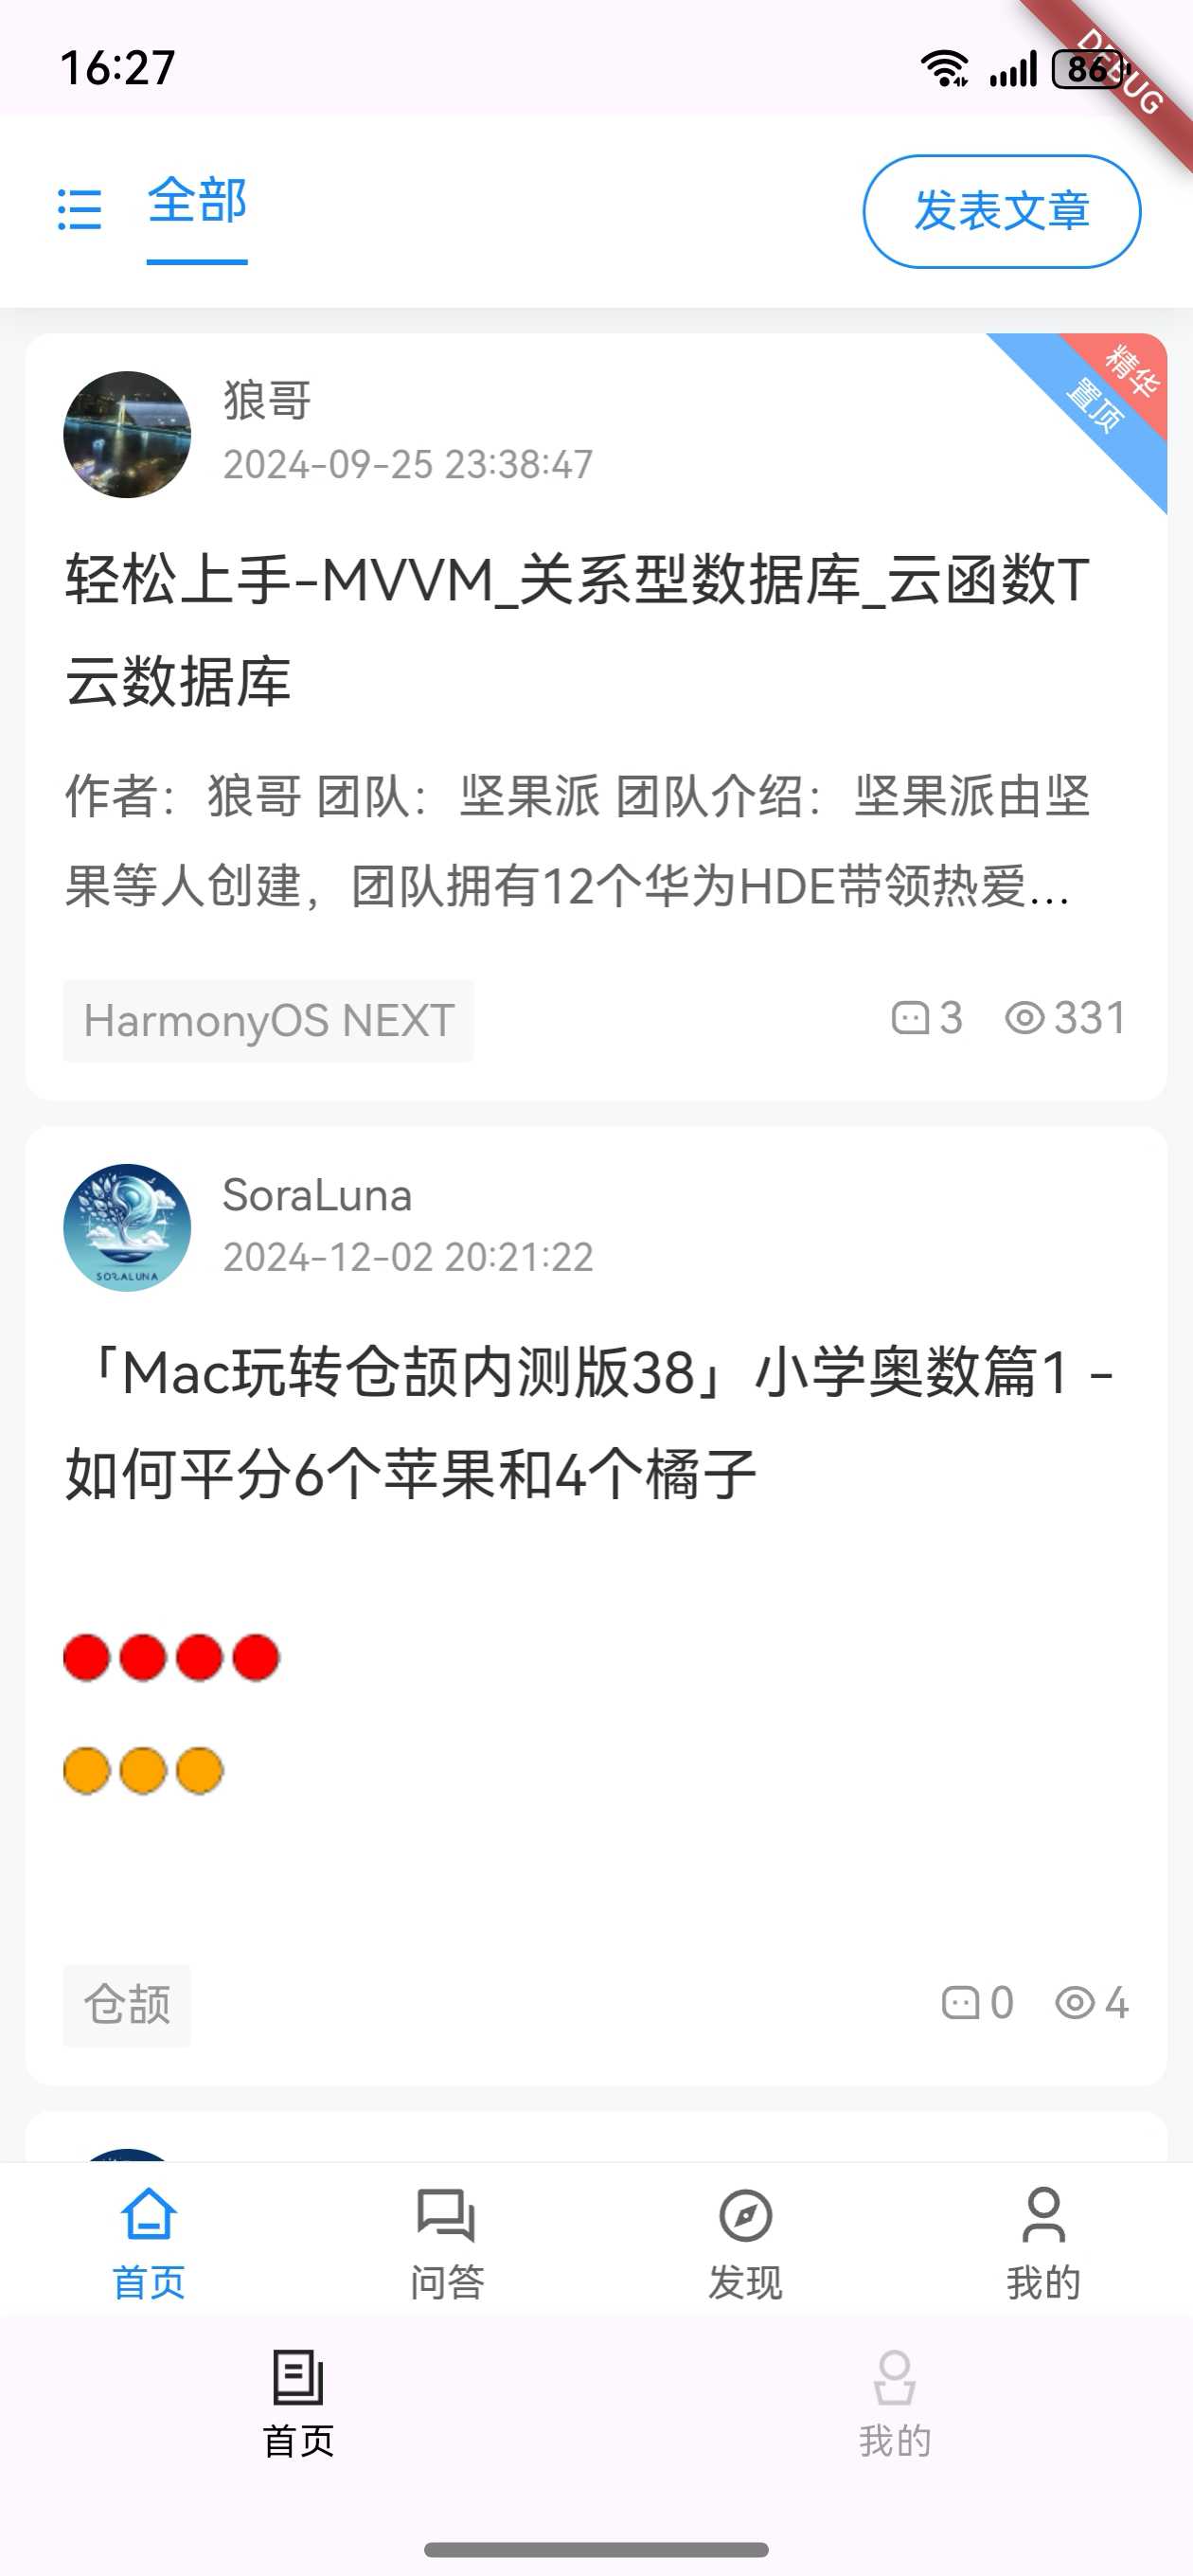 16:27
86
DEBUG
全部
发表文章
狼哥
2024-09-25 23:38:47
精华
置顶
轻松上手-MVVM_关系型数据库_云函数T
云数据库
作者：狼哥 团队：坚果派 团队介绍：坚果派由坚
果等人创建，团队拥有12个华为HDE带领热爱...
HarmonyOS NEXT
3
331
SoraLuna
2024-12-02 20:21:22
SORALUNA
「Mac玩转仓颉内测版38」小学奥数篇1 -
如何平分6个苹果和4个橘子
仓颉
0
4
首页
问答
发现
我的
首页
我的